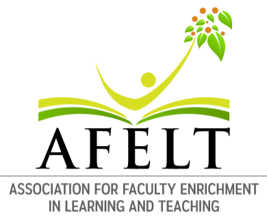 AFELT
ASSOCIATION FOR FACULTY ENRICHMENT
IN LEARNING AND TEACHING